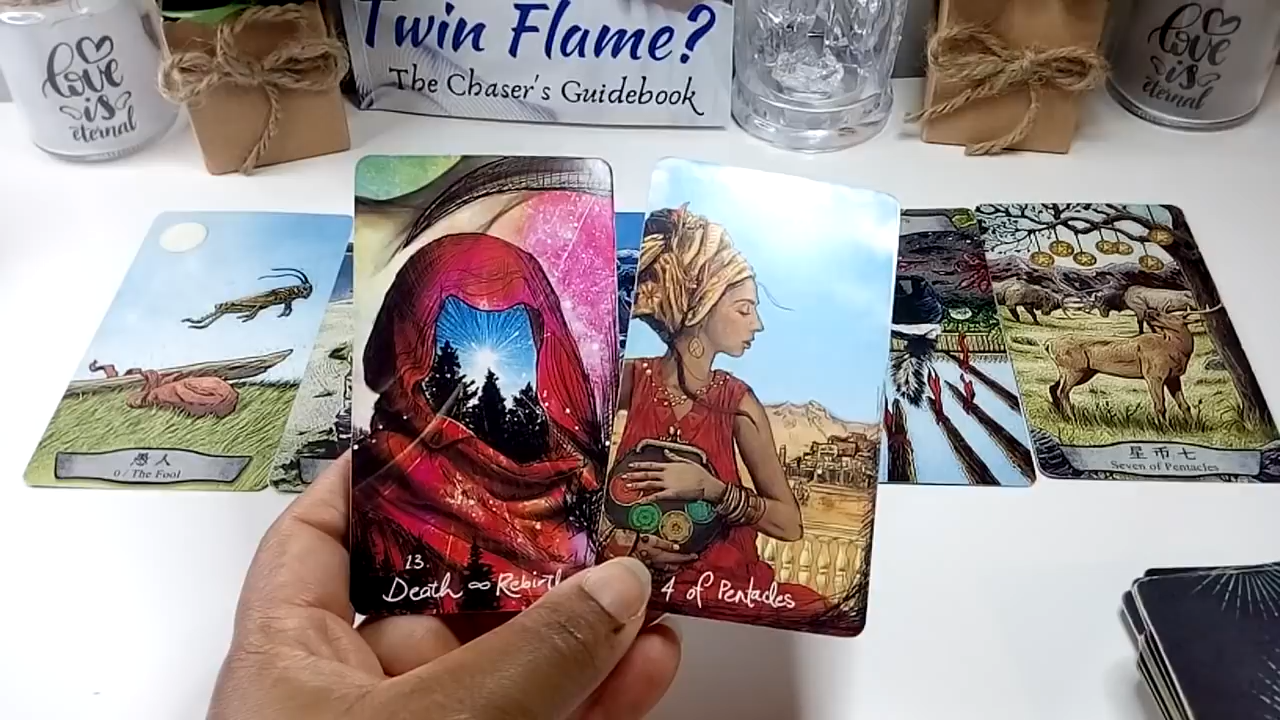 love
is
eternal
Twin Flame?
The Chaser's Guidebook
love
is
eternal
愚人
0 / The Fool
13.
Death ∞ Rebirth
4 of Pentacles
星币七
Seven of Pentacles